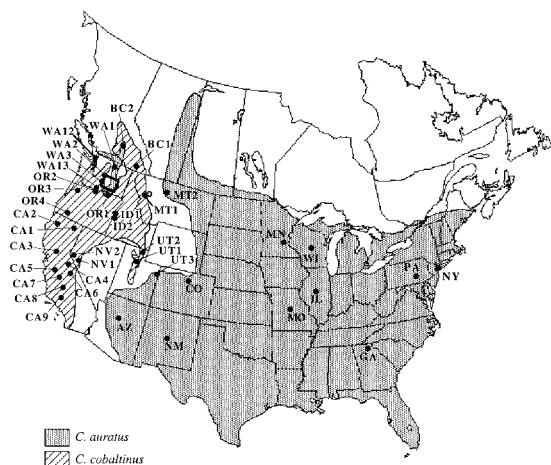 BC2
WA1
WA12
WA2
WA3
BC1
WA13
OR2
OR3
MT2
OR4
OR1
ID1
MT1
CA2
ID2
CA1
UT2
MN
WI
CA3
NV2
UT1
CA5
NV1
UT3
PA
NY
CA7
CA4
CO
IL
CA8
CA6
MO
CA9
AZ
NM
GA
C. auratus
C. cobaltinus